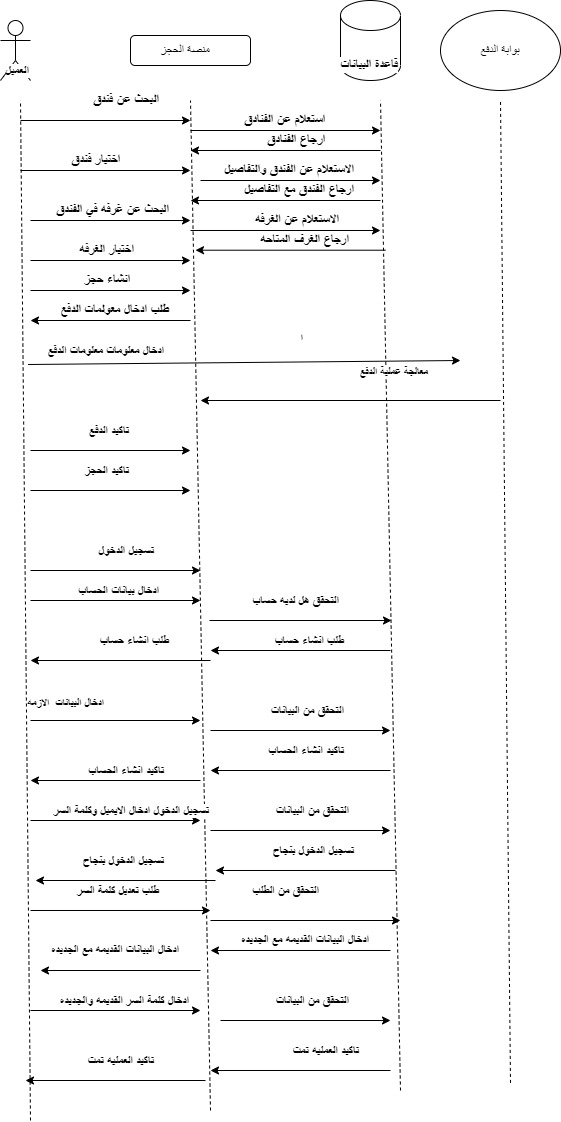 العميل
منصة الحجز
قاعدة البيانات
بوابة الدفع
البحث عن فندق
استعلام عن الفنادق
ارجاع الفنادق
اختيار فندق
الاستعلام عن الفندق والتفاصيل
ارجاع الفندق مع التفاصيل
البحث عن غرفه في الفندق
الاستعلام عن الغرفه
ارجاع الغرف المتاحه
اختيار الغرفه
انشاء حجز
طلب ادخال معولمات الدفع
ا
ادخال معلومات معلومات الدفع
معالجة عملية الدفع
تاكيد الدفع
تاكيد الحجز
تسجيل الدخول
ادخال بيانات الحساب
التحقق هل لديه حساب
طلب انشاء حساب
طلب انشاء حساب
ادخال البيانات الازمه
التحقق من البيانات
تاكيد انشاء الحساب
تاكيد انشاء الحساب
تسجيل الدخول ادخال الايميل وكلمة السر
التحقق من البيانات
تسجيل الدخول بنجاح
تسجيل الدخول بنجاح
طلب تعديل كلمة السر
التحقق من الطلب
ادخال البيانات القديمه مع الجديده
ادخال البيانات القديمه مع الجديده
ادخال كلمة السر القديمه والجديده
التحقق من البيانات
تاكيد العمليه تمت
تاكيد العمليه تمت